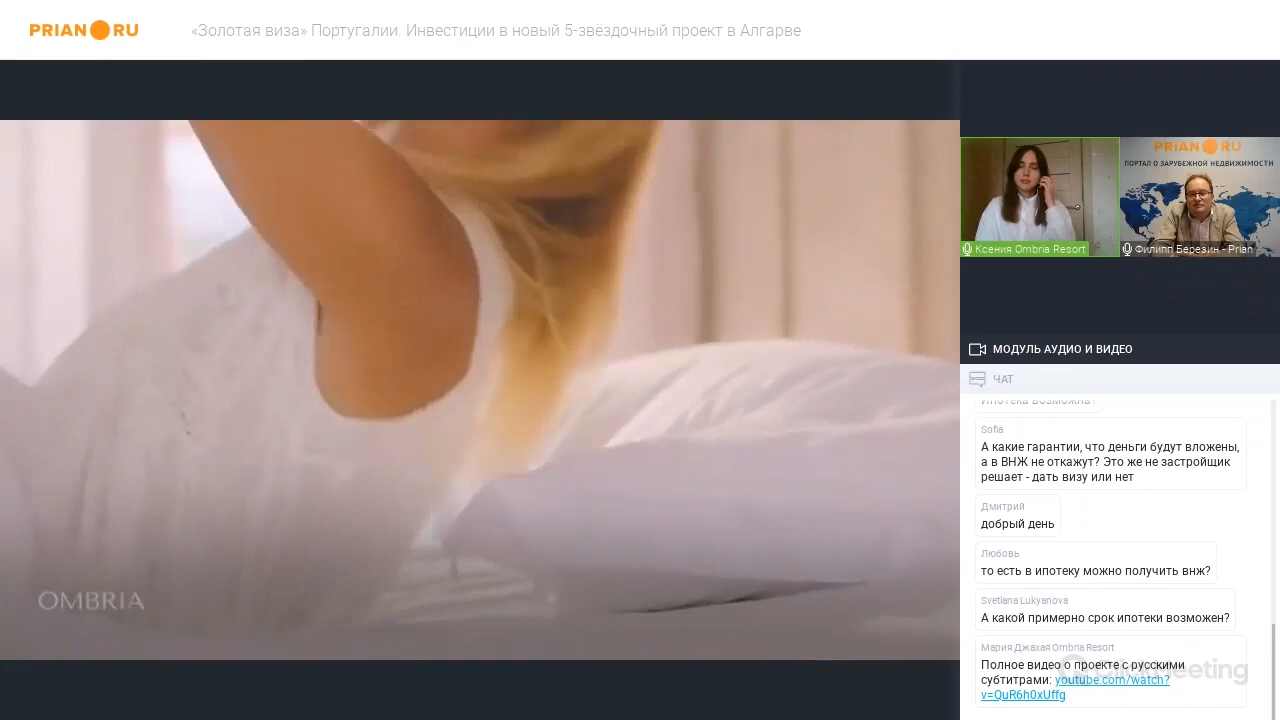 PRIAN RU
«Золотая виза» Португалии. Инвестиции в новый 5-звёздочный проект в Алгарве
PRIAN RU
ПОРТАЛ О ЗАРУБЕЖНОЙ НЕДВИЖИМОСТИ
Ксения Ombria Resort
Филипп Березин - Prian
МОДУЛЬ АУДИО И ВИДЕО
ЧАТ
Ипотека возможна?
Sofia
А какие гарантии, что деньги будут вложены,
а в ВНЖ не откажут? Это же не застройщик
решает - дать визу или нет
Дмитрий
добрый день
Любовь
то есть в ипотеку можно получить внж?
Svetlana Lukyanova
А какой примерно срок ипотеки возможен?
Мария Джахая Ombria Resort
Полное видео о проекте с русскими
субтитрами: youtube.com/watch?
v=QuR6h0xUffg
ClickMeeting
OMBRIA